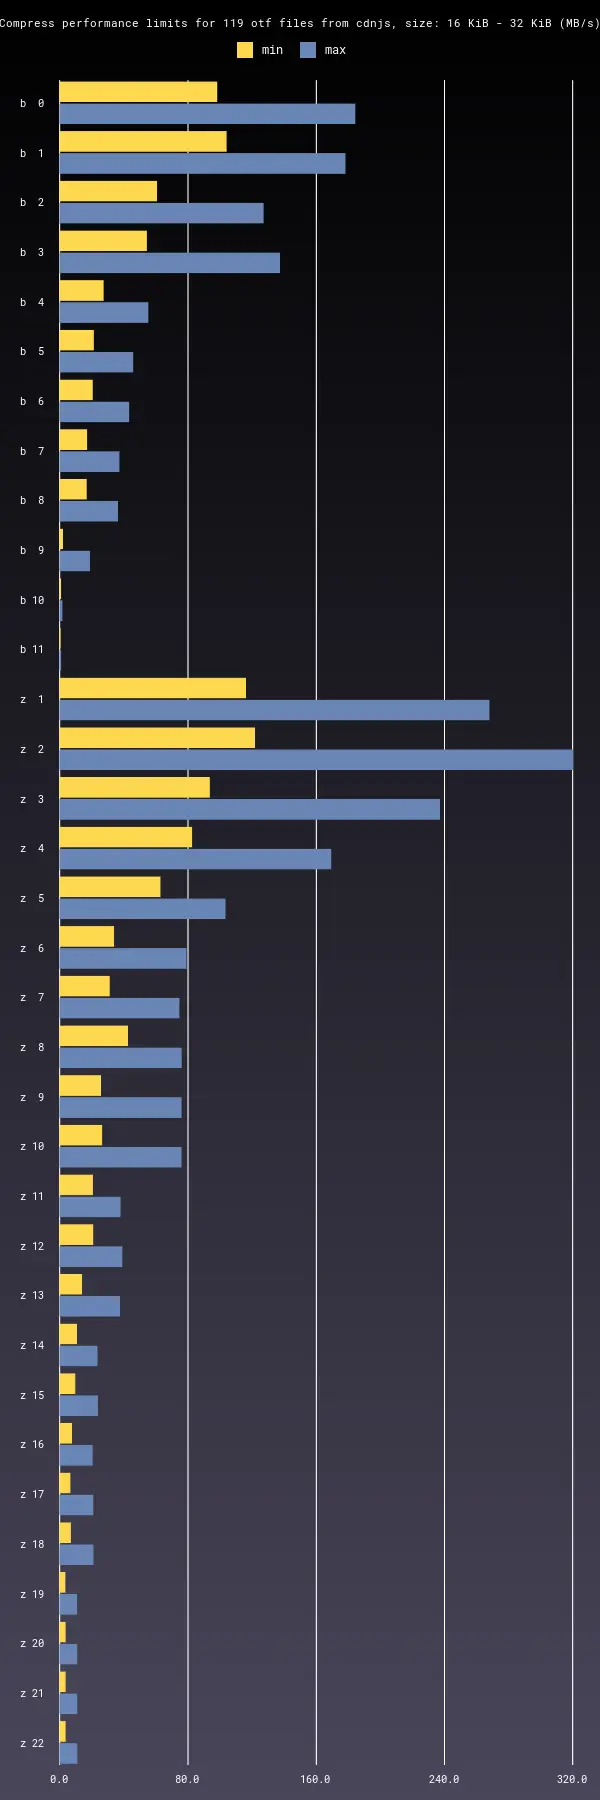 Compress performance limits for 119 otf files from cdnjs, size: 16 KiB - 32 KiB (MB/s)
min max
b 0
b 1
b 2
b 3
b 4
b 5
b 6
b 7
b 8
b 9
b 10
b 11
z 1
z 2
z 3
z 4
z 5
z 6
z 7
z 8
z 9
z 10
z 11
z 12
z 13
z 14
z 15
z 16
z 17
z 18
z 19
z 20
z 21
z 22
0.0 80.0 160.0 240.0 320.0